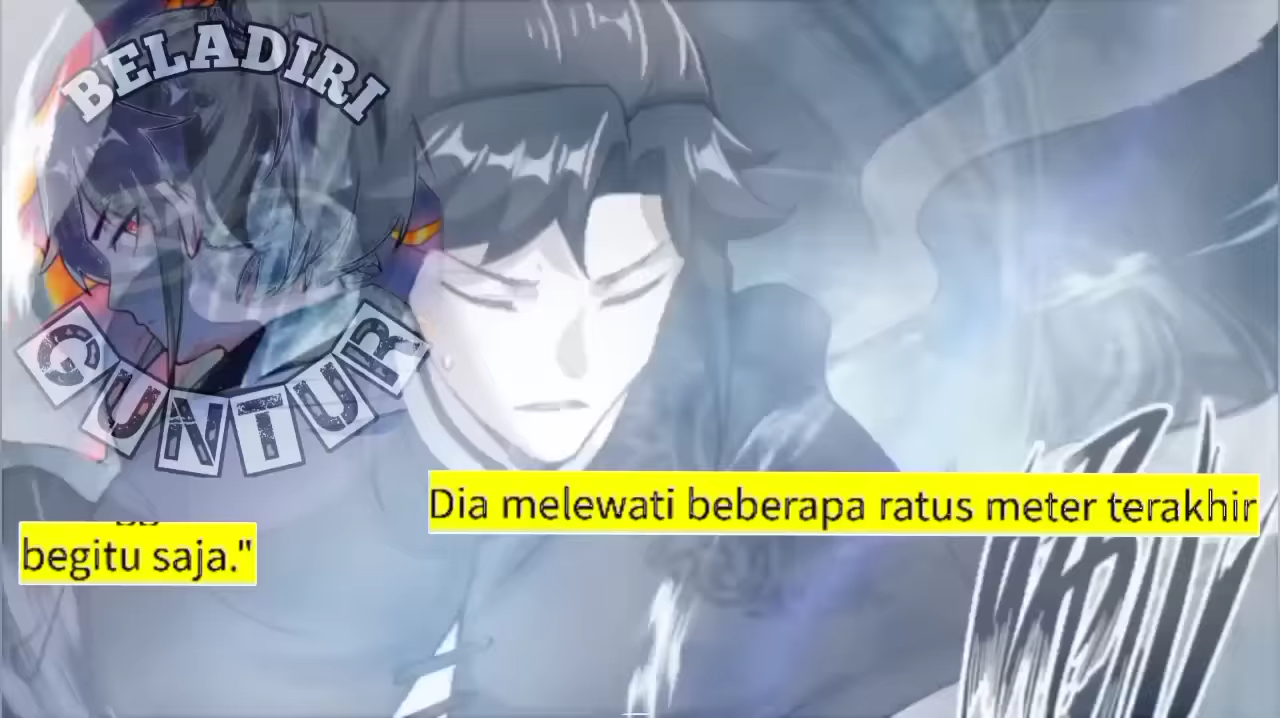 BELADIRI
GUNTUR
Dia melewati beberapa ratus meter terakhir
begitu saja."